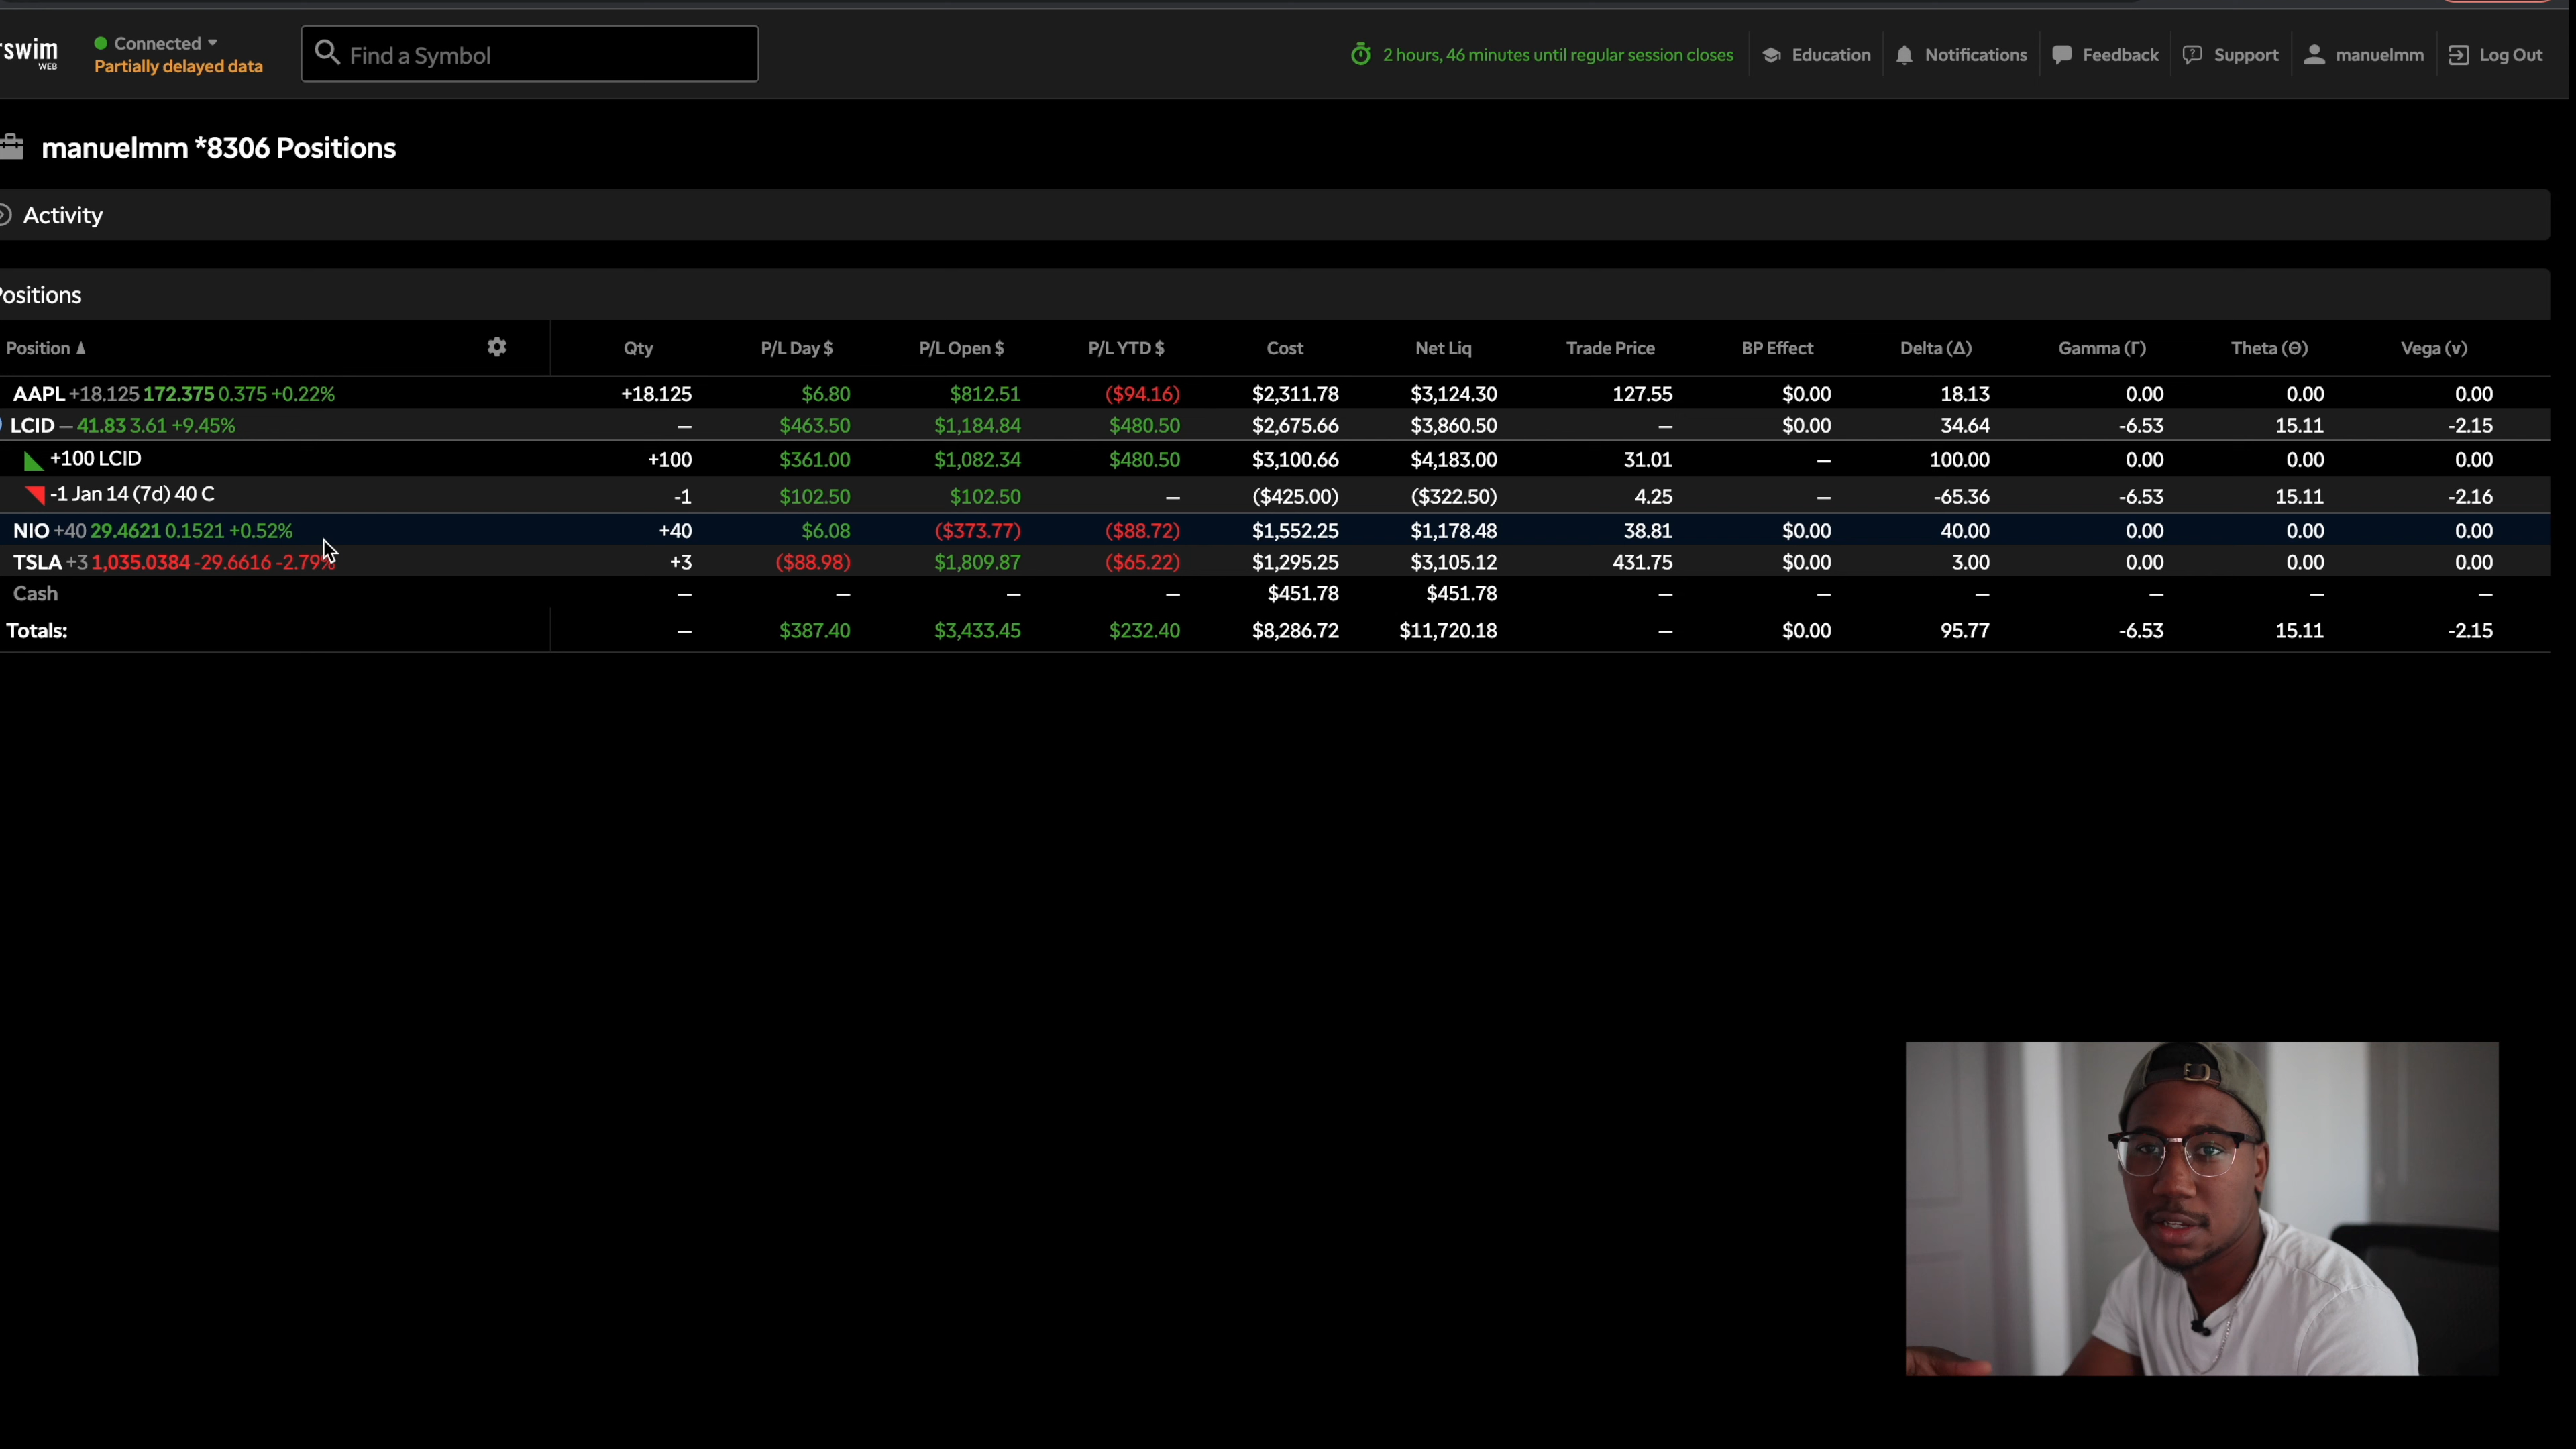 rswim Connected Find a Symbol 2 hours, 46 minutes until regular session closes Education Notifications Feedback Support manuelmm Log Out
WEB Partially delayed data
manuelmm *8306 Positions
Activity
Positions
Position Qty P/L Day $ P/L Open $ P/L YTD $ Cost Net Liq Trade Price BP Effect Delta (Δ) Gamma (Γ) Theta (Θ) Vega (v)
AAPL +18.125 172.375 0.375 +0.22% +18.125 $6.80 $812.51 ($94.16) $2,311.78 $3,124.30 127.55 $0.00 18.13 0.00 0.00 0.00
LCID — 41.83 3.61 +9.45% — $463.50 $1,184.84 $480.50 $2,675.66 $3,860.50 — $0.00 34.64 -6.53 15.11 -2.15
+100 LCID +100 $361.00 $1,082.34 $480.50 $3,100.66 $4,183.00 31.01 — 100.00 0.00 0.00 0.00
-1 Jan 14 (7d) 40 C -1 $102.50 $102.50 — ($425.00) ($322.50) 4.25 — -65.36 -6.53 15.11 -2.16
NIO +40 29.4621 0.1521 +0.52% +40 $6.08 ($373.77) ($88.72) $1,552.25 $1,178.48 38.81 $0.00 40.00 0.00 0.00 0.00
TSLA +3 1,035.0384 -29.6616 -2.79% +3 ($88.98) $1,809.87 ($65.22) $1,295.25 $3,105.12 431.75 $0.00 3.00 0.00 0.00 0.00
Cash — — — — $451.78 $451.78 — — — — — —
Totals: — $387.40 $3,433.45 $232.40 $8,286.72 $11,720.18 — $0.00 95.77 -6.53 15.11 -2.15